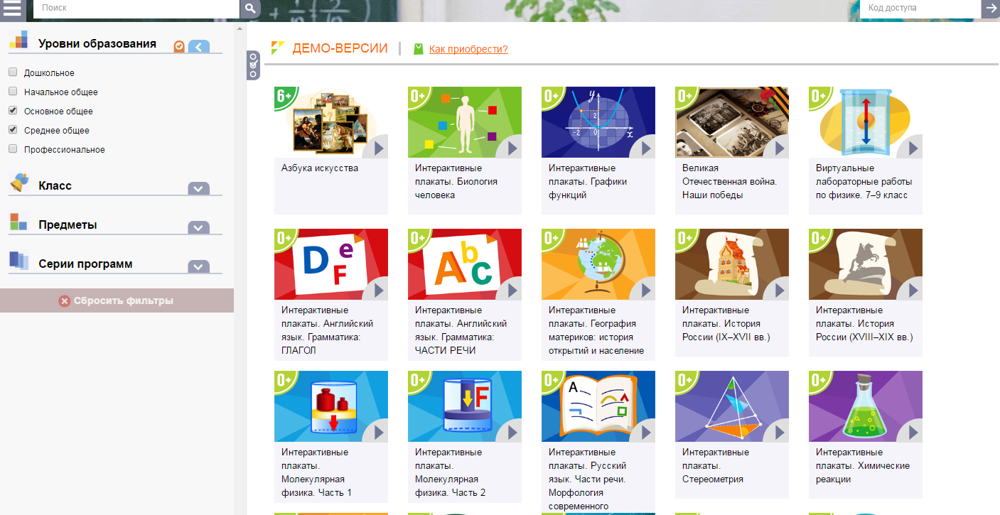 Поиск
Код доступа
Уровни образования
Дошкольное
Начальное общее
Основное общее
Среднее общее
Профессиональное
Класс
Предметы
Серии программ
Сбросить фильтры
ДЕМО-ВЕРСИИ
Как приобрести?
6+
Азбука искусства
0+
Интерактивные
плакаты. Биология
человека
0+
y
2
-2
0
x
Интерактивные
плакаты. Графики
функций
0+
Великая
Отечественная война.
Наши победы
0+
Виртуальные
лабораторные работы
по физике. 7–9 класс
0+
D
e
F
Интерактивные
плакаты. Английский
язык. Грамматика:
ГЛАГОЛ
0+
A
b
c
Интерактивные
плакаты. Английский
язык. Грамматика:
ЧАСТИ РЕЧИ
0+
Интерактивные
плакаты. География
материков: история
открытий и население
0+
Интерактивные
плакаты. История
России (IX–XVII вв.)
0+
Интерактивные
плакаты. История
России (XVIII–XIX вв.)
0+
Интерактивные
плакаты.
Молекулярная
физика. Часть 1
0+
F
Интерактивные
плакаты.
Молекулярная
физика. Часть 2
0+
А
Интерактивные
плакаты. Русский
язык. Части речи.
Морфология
современного
0+
Интерактивные
плакаты.
Стереометрия
0+
Интерактивные
плакаты. Химические
реакции